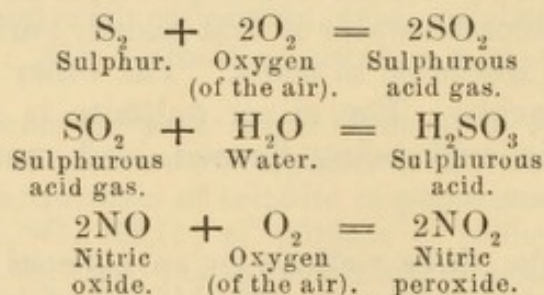 S₂ + 2O₂ = 2SO₂
Sulphur. Oxygen Sulphurous
(of the air). acid gas.
SO₂ + H₂O = H₂SO₃
Sulphurous Water. Sulphurous
acid gas. acid.
2NO + O₂ = 2NO₂
Nitric Oxygen Nitric
oxide. (of the air). peroxide.